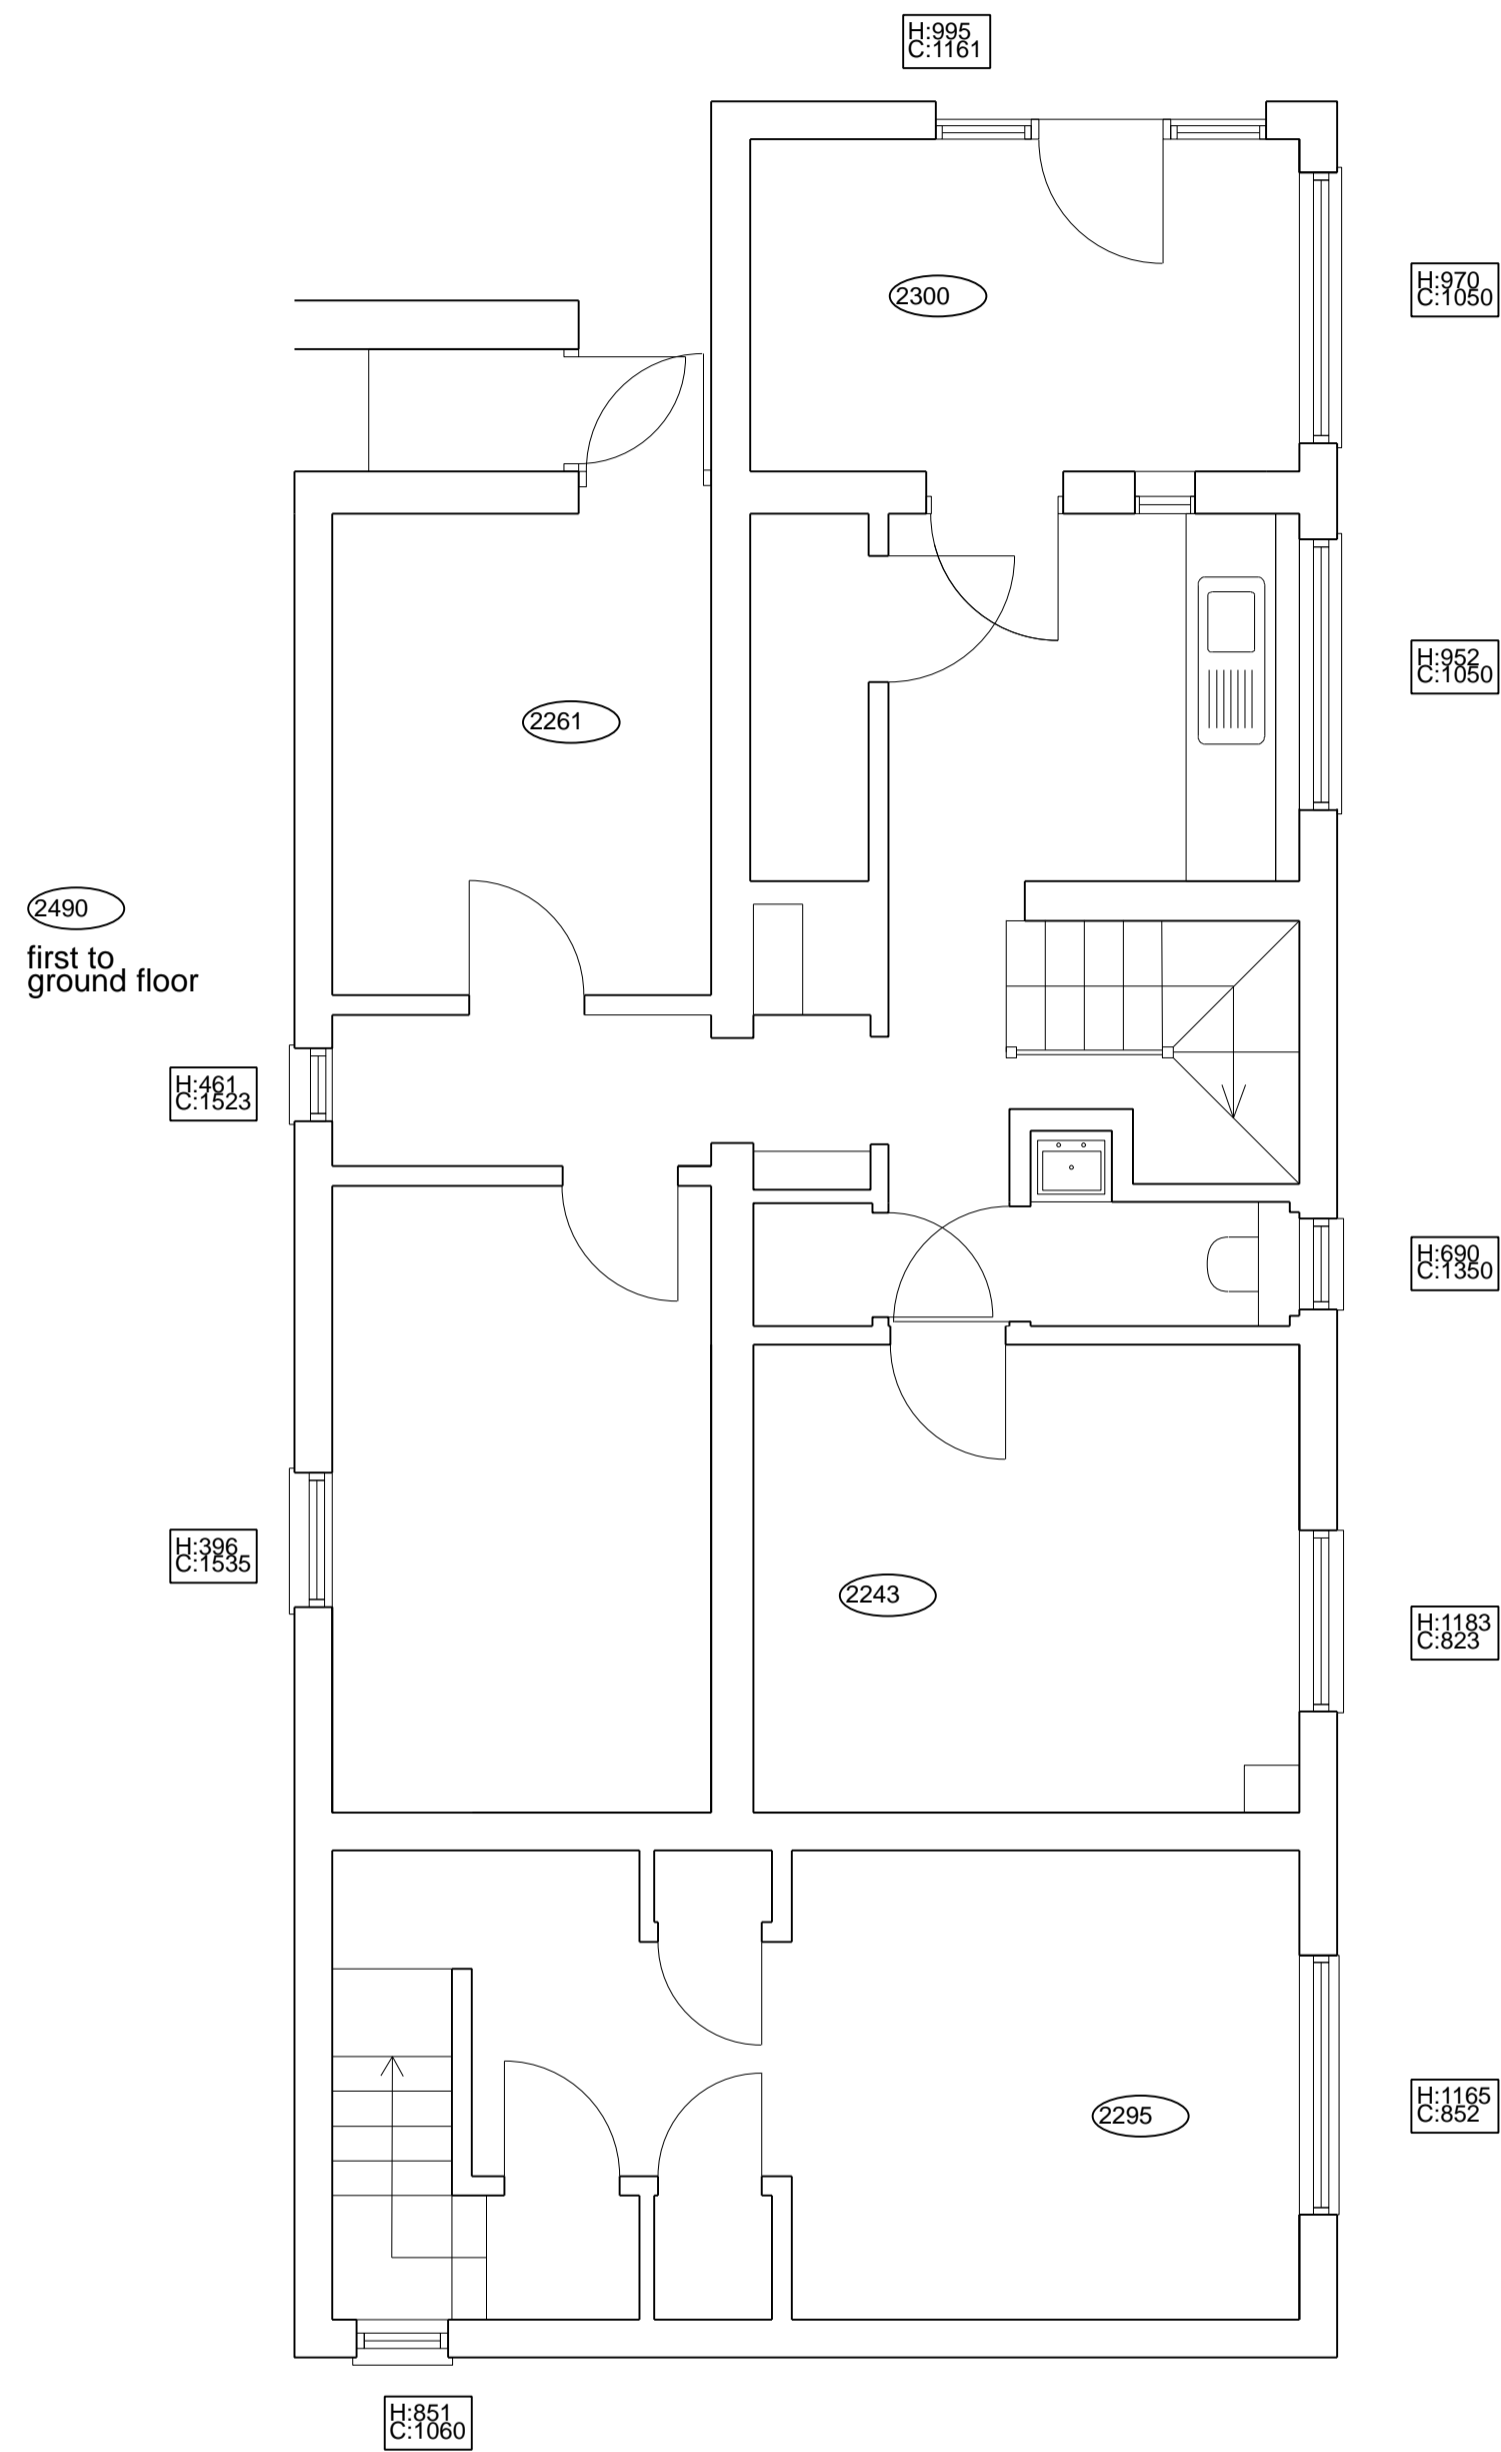 H:995
C:1161
2300
H:970
C:1050
H:952
C:1050
2261
2490
first to
ground floor
H:461
C:1523
H:690
C:1350
H:396
C:1535
2243
H:1183
C:823
2295
H:1165
C:852
H:851
C:1060